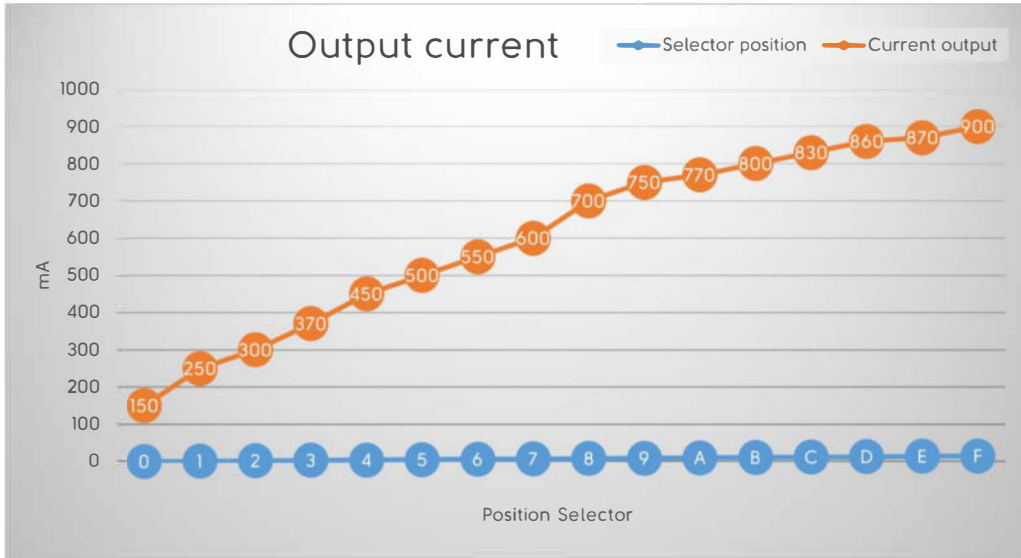 Output current
Selector position Current output
1000
900
800
700
600
500
400
300
200
100
0
mA
150 250 300 370 450 500 550 600 700 750 770 800 830 860 870 900
0 1 2 3 4 5 6 7 8 9 A B C D E F
Position Selector